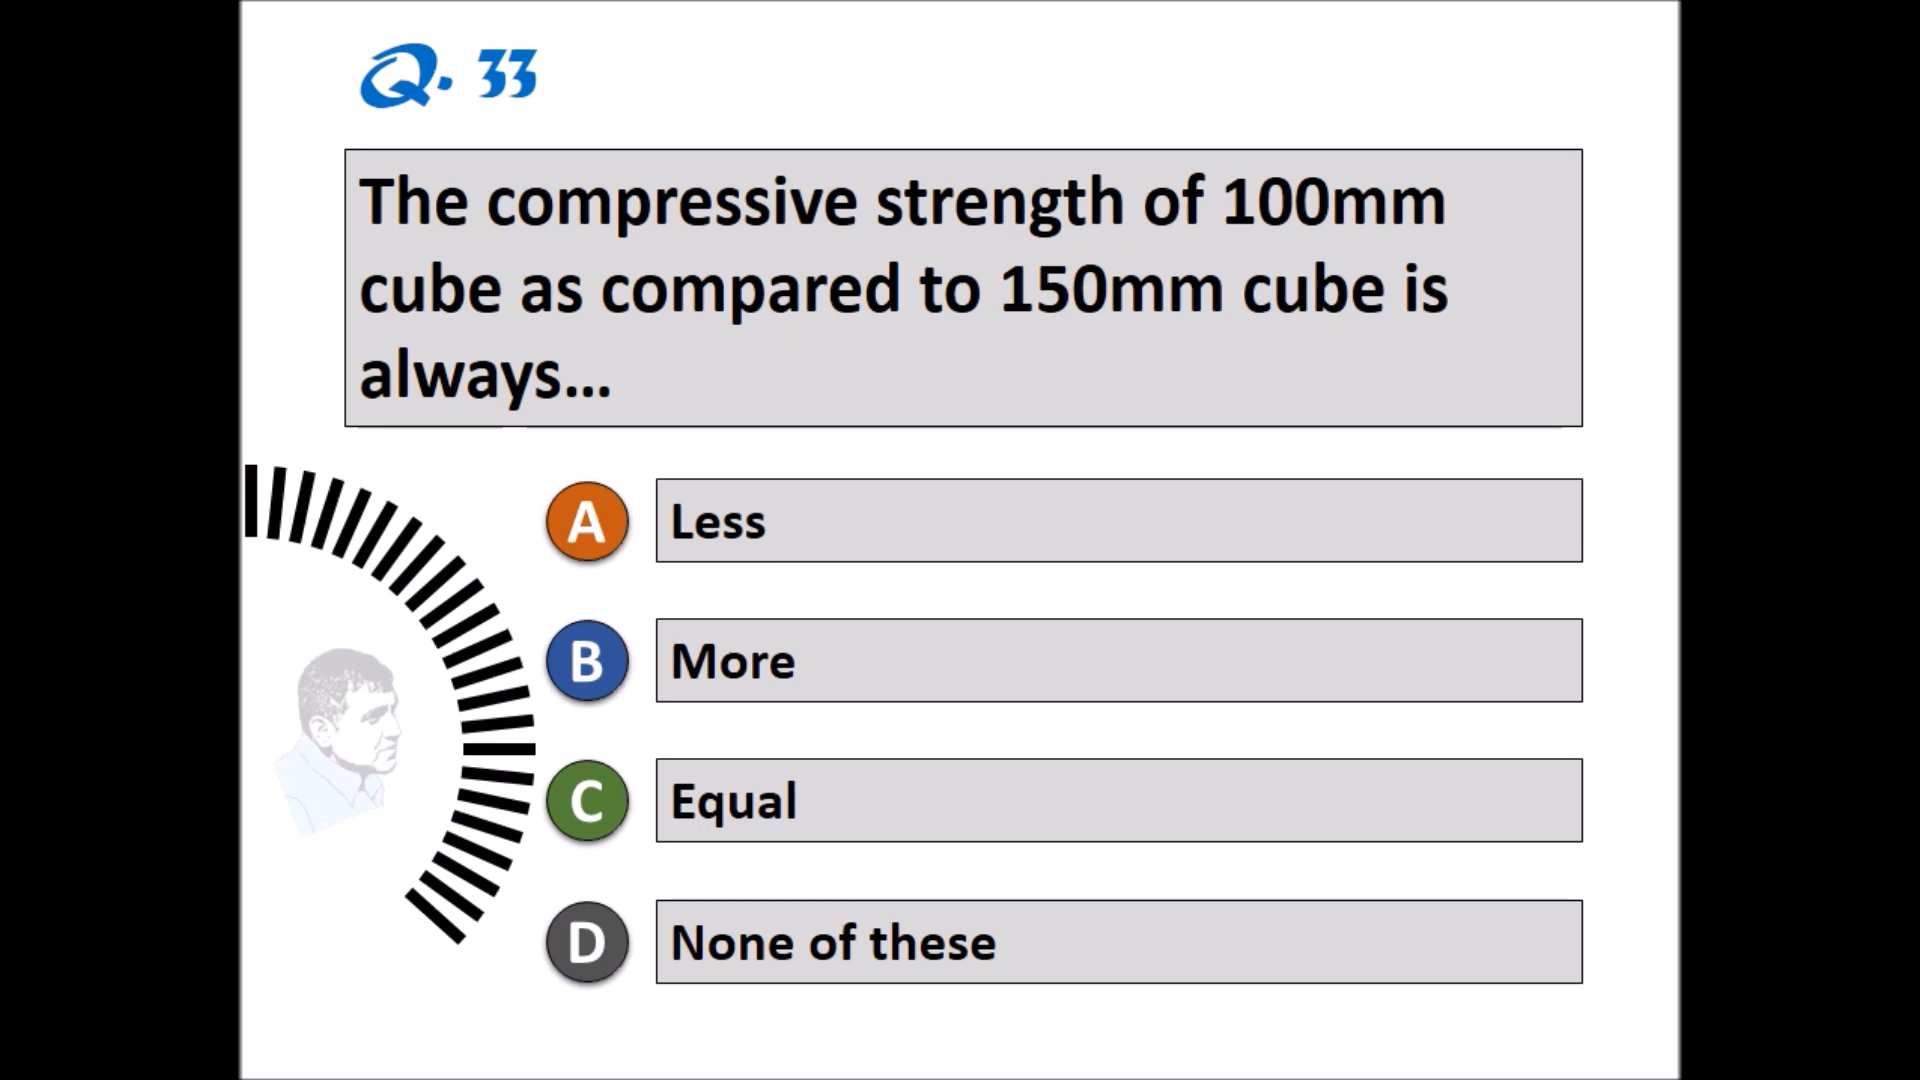 Q. 33
The compressive strength of 100mm
cube as compared to 150mm cube is
always...
A Less
B More
C Equal
D None of these